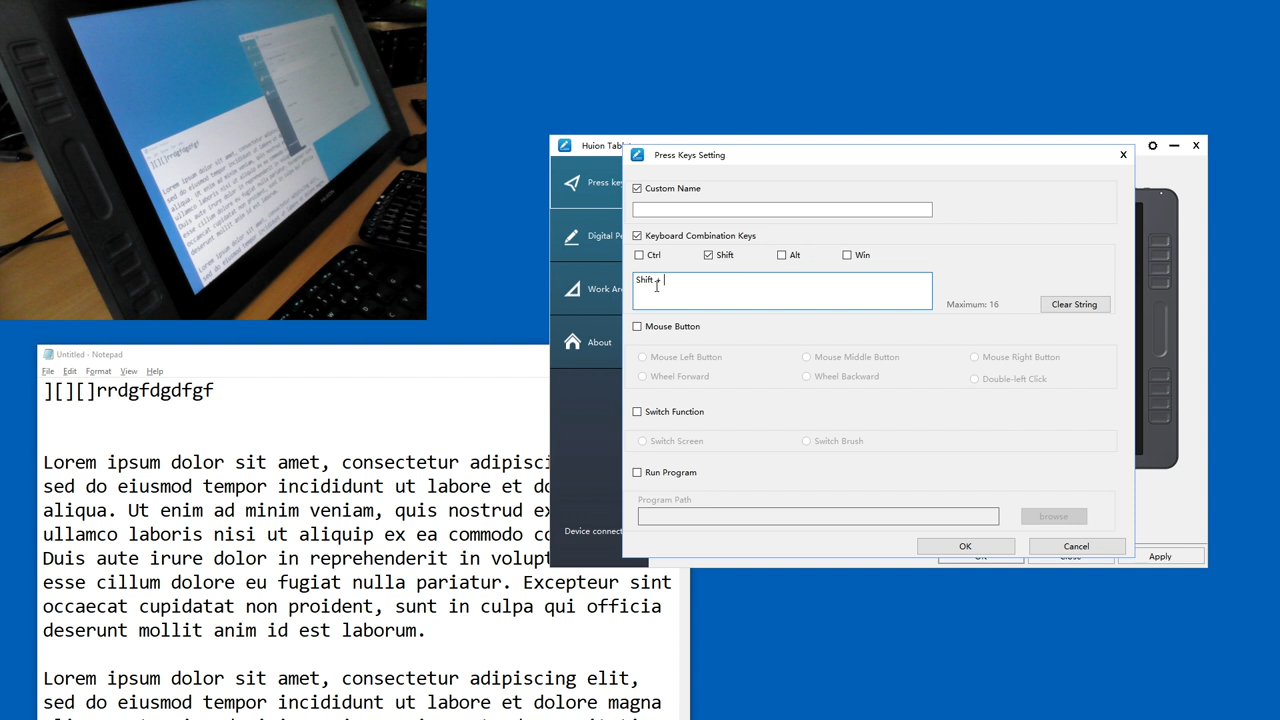 Huion Tab
Press Keys Setting
X
X
Press key
Digital Pe
Work Are
About
Device connect
Custom Name
Keyboard Combination Keys
Ctrl
Shift
Alt
Win
Shift +
Maximum: 16
Clear String
Mouse Button
Mouse Left Button
Mouse Middle Button
Mouse Right Button
Wheel Forward
Wheel Backward
Double-left Click
Switch Function
Switch Screen
Switch Brush
Run Program
Program Path
browse
OK
Cancel
OK
Close
Apply
Untitled - Notepad
File Edit Format View Help
][][]rrdgfdgdfgf
Lorem ipsum dolor sit amet, consectetur adipisci
sed do eiusmod tempor incididunt ut labore et do
aliqua. Ut enim ad minim veniam, quis nostrud ex
ullamco laboris nisi ut aliquip ex ea commodo co
Duis aute irure dolor in reprehenderit in volupt
esse cillum dolore eu fugiat nulla pariatur. Excepteur sint
occaecat cupidatat non proident, sunt in culpa qui officia
deserunt mollit anim id est laborum.
Lorem ipsum dolor sit amet, consectetur adipiscing elit,
sed do eiusmod tempor incididunt ut labore et dolore magna